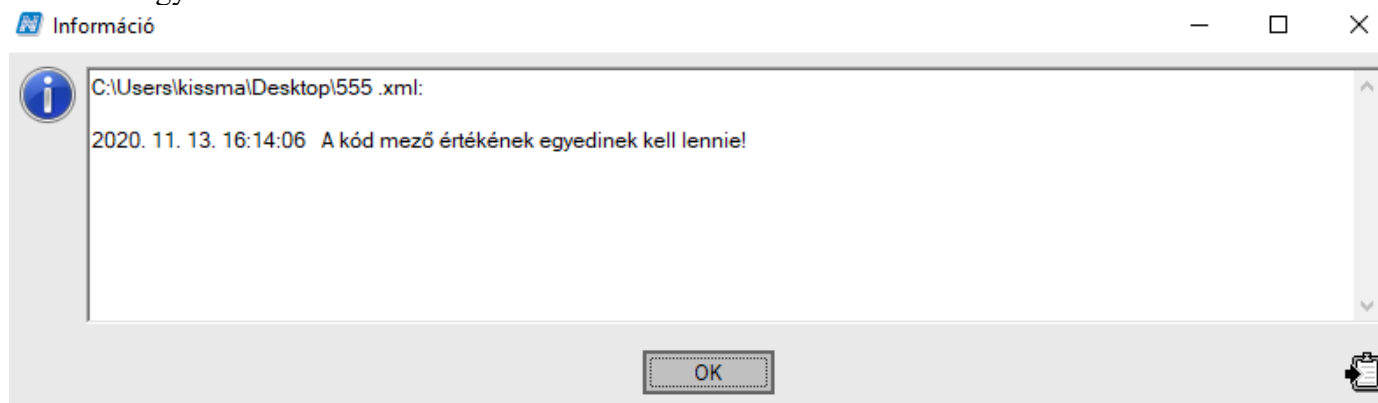 Információ
C:\Users\kissma\Desktop\555 .xml:
2020. 11. 13. 16:14:06 A kód mező értékének egyedinek kell lennie!
OK